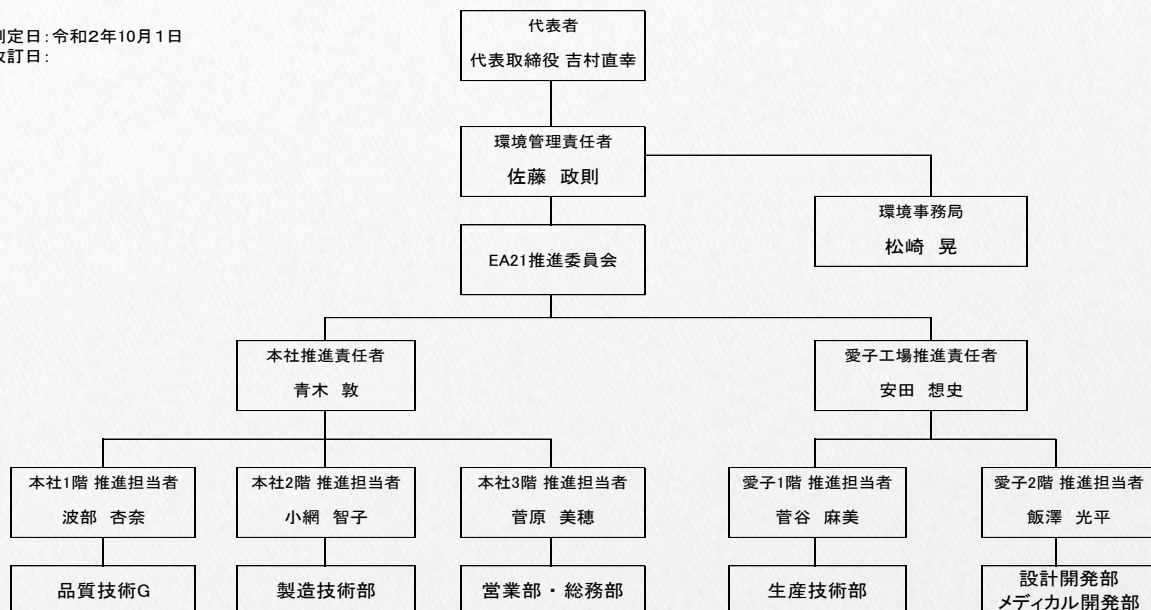 制定日：令和2年10月1日
改訂日：
代表者
代表取締役 吉村直幸
環境管理責任者
佐藤　政則
環境事務局
松崎　晃
EA21推進委員会
本社推進責任者
青木　敦
愛子工場推進責任者
安田　想史
本社1階 推進担当者
波部　杏奈
本社2階 推進担当者
小網　智子
本社3階 推進担当者
菅原　美穂
愛子1階 推進担当者
菅谷　麻美
愛子2階 推進担当者
飯澤　光平
品質技術G
製造技術部
営業部・総務部
生産技術部
設計開発部
メディカル開発部